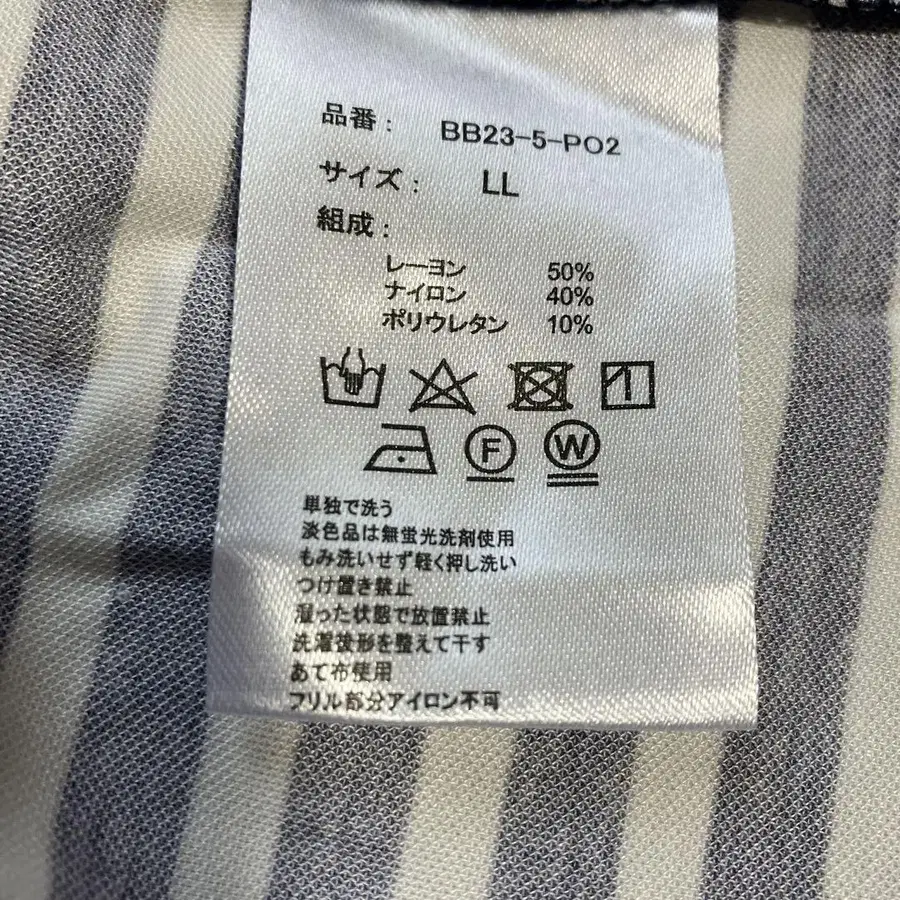 品番： BB23-5-PO2
サイズ： LL
組成：
レーヨン 50%
ナイロン 40%
ポリウレタン 10%
F W
単独で洗う
淡色品は無蛍光洗剤使用
もみ洗いせず軽く押し洗い
つけ置き禁止
湿った状態で放置禁止
洗濯後形を整えて干す
あて布使用
フリル部分アイロン不可